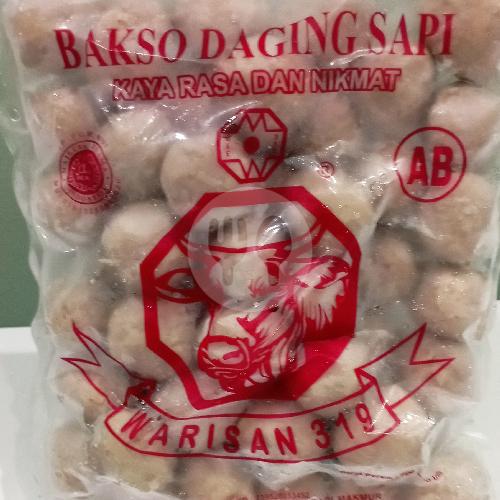 BAKSO DAGING SAPI
KAYA RASA DAN NIKMAT
AB
®
WARISAN 319